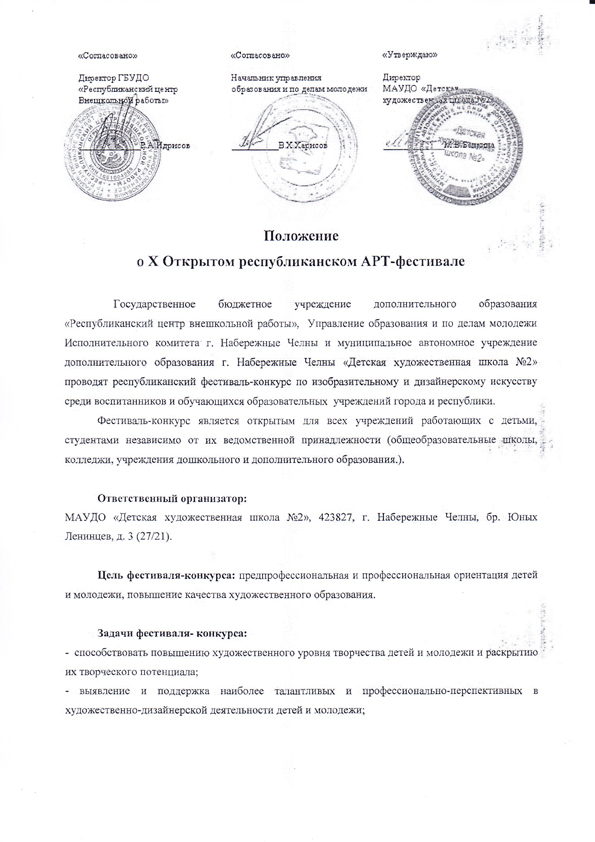 «Согласовано» «Согласовано» «Утверждаю»
Директор ГБУДО Начальник управления Директор
«Республиканский центр образования и по делам молодежи МАУДО «Детская
Внешкольной работы» художественная школа №2»
В.А.Идрисов В.Х.Харисов
«Детская
школа №2»
Положение
о X Открытом республиканском АРТ-фестивале
Государственное бюджетное учреждение дополнительного образования
«Республиканский центр внешкольной работы», Управление образования и по делам молодежи
Исполнительного комитета г. Набережные Челны и муниципальное автономное учреждение
дополнительного образования г. Набережные Челны «Детская художественная школа №2»
проводят республиканский фестиваль-конкурс по изобразительному и дизайнерскому искусству
среди воспитанников и обучающихся образовательных учреждений города и республики.
Фестиваль-конкурс является открытым для всех учреждений работающих с детьми,
студентами независимо от их ведомственной принадлежности (общеобразовательные школы,
колледжи, учреждения дошкольного и дополнительного образования.).
Ответственный организатор:
МАУДО «Детская художественная школа №2», 423827, г. Набережные Челны, бр. Юных
Ленинцев, д. 3 (27/21).
Цель фестиваля-конкурса: предпрофессиональная и профессиональная ориентация детей
и молодежи, повышение качества художественного образования.
Задачи фестиваля- конкурса:
- способствовать повышению художественного уровня творчества детей и молодежи и раскрытию
их творческого потенциала;
- выявление и поддержка наиболее талантливых и профессионально-перспективных в
художественно-дизайнерской деятельности детей и молодежи;